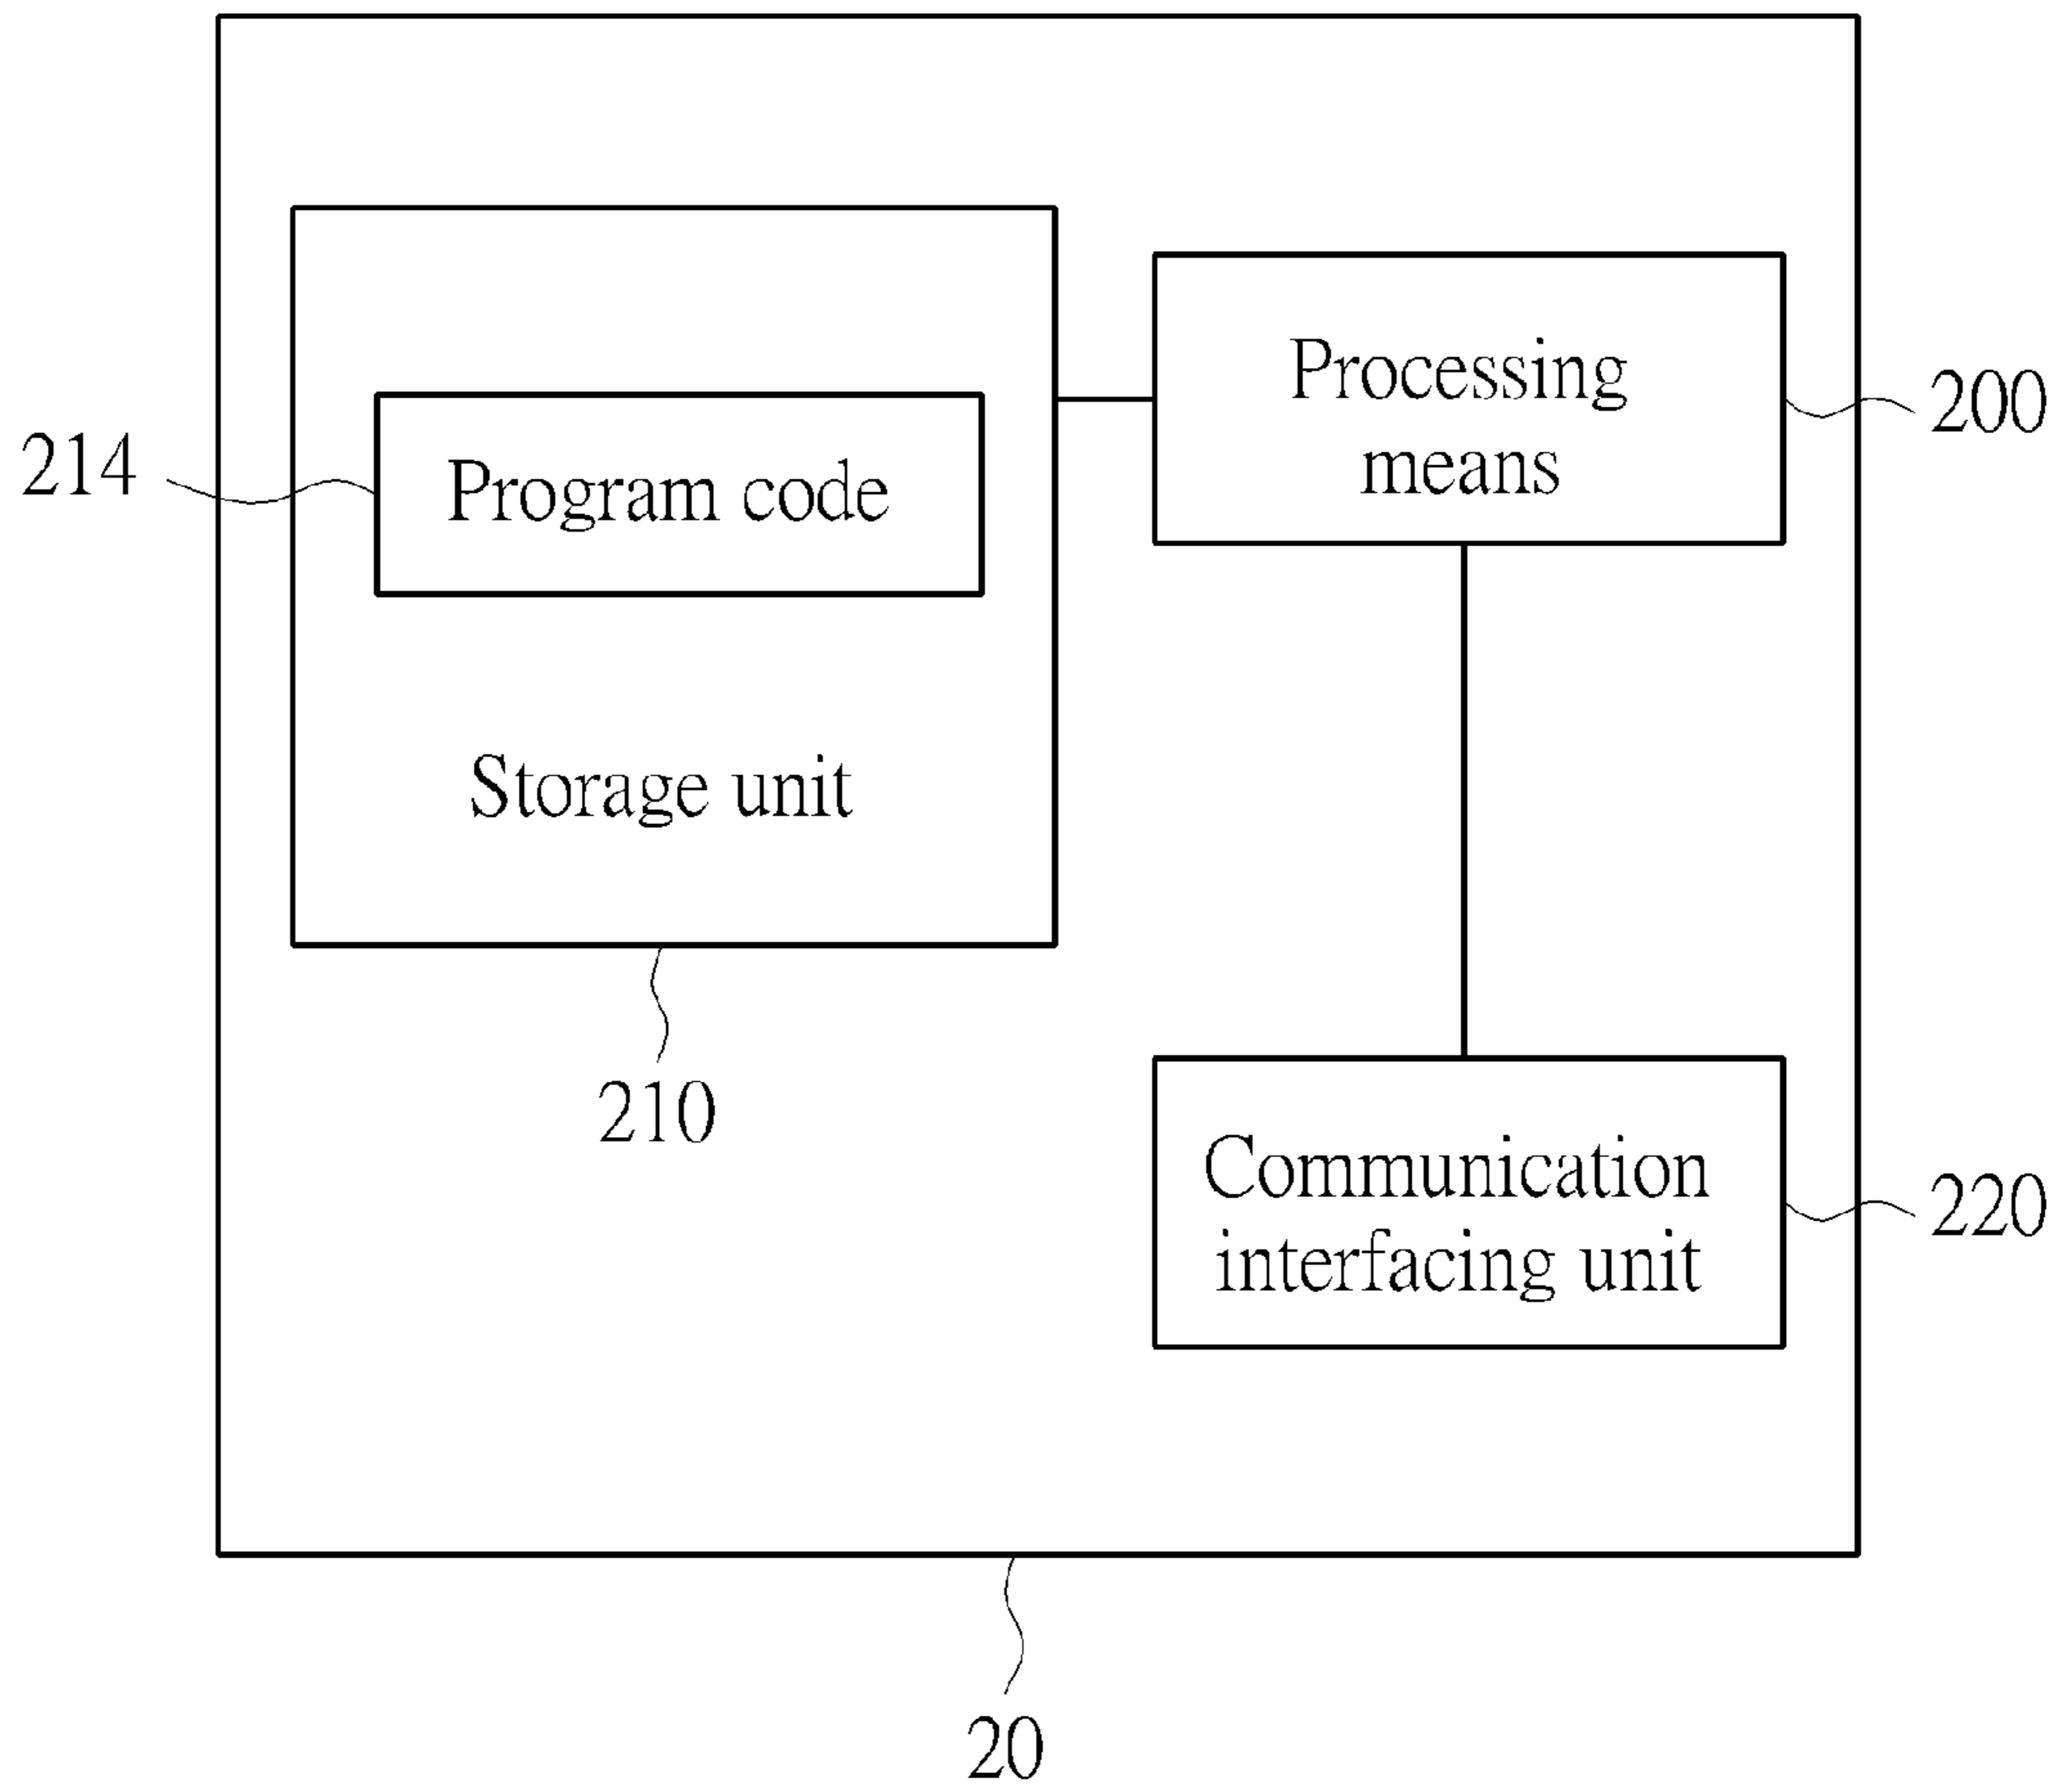 Processing
means
200
214
Program code
Storage unit
210
Communication
interfacing unit
220
20